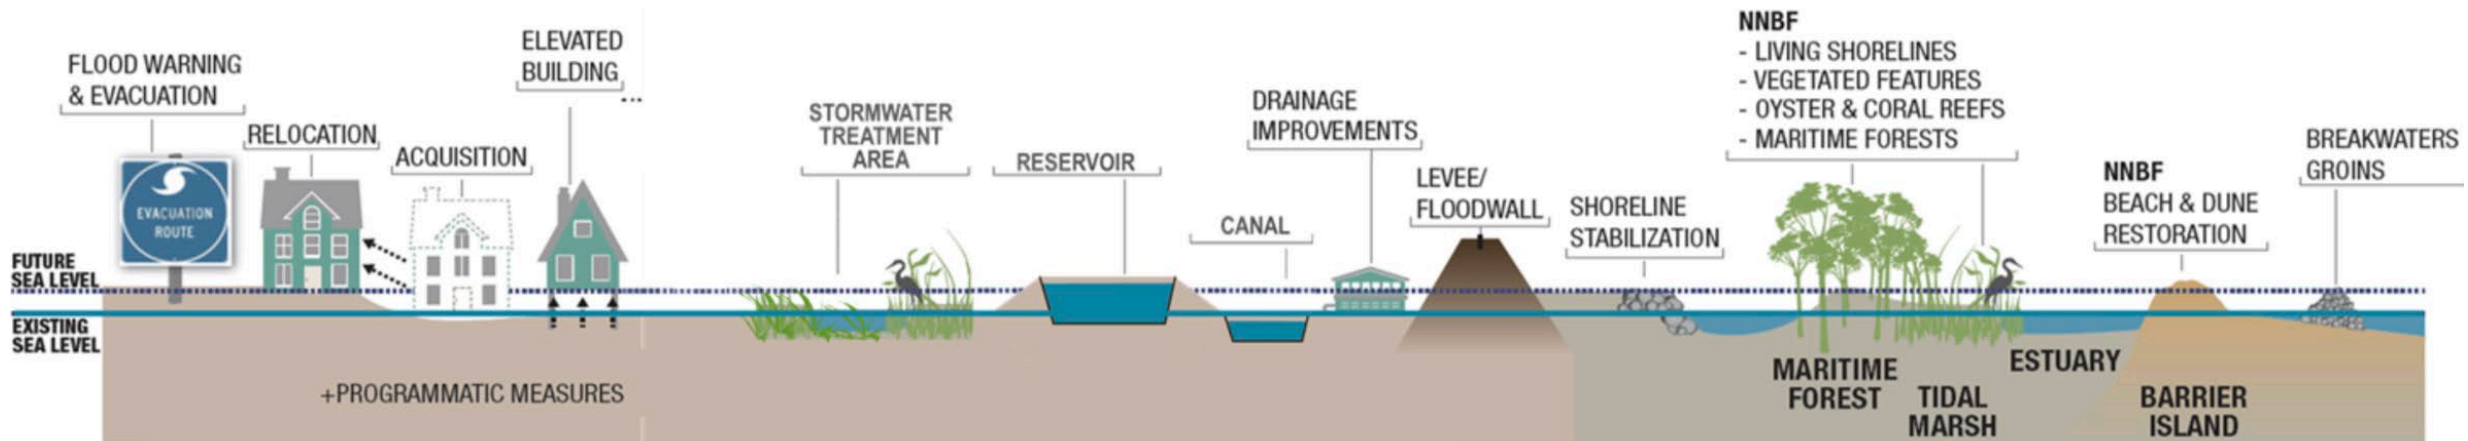 FLOOD WARNING
& EVACUATION
EVACUATION
ROUTE
RELOCATION
ACQUISITION
ELEVATED
BUILDING
...
STORMWATER
TREATMENT
AREA
RESERVOIR
CANAL
DRAINAGE
IMPROVEMENTS
LEVEE/
FLOODWALL
SHORELINE
STABILIZATION
NNBF
- LIVING SHORELINES
- VEGETATED FEATURES
- OYSTER & CORAL REEFS
- MARITIME FORESTS
NNBF
BEACH & DUNE
RESTORATION
BREAKWATERS
GROINS
FUTURE
SEA LEVEL
EXISTING
SEA LEVEL
+PROGRAMMATIC MEASURES
MARITIME
FOREST
TIDAL
MARSH
ESTUARY
BARRIER
ISLAND